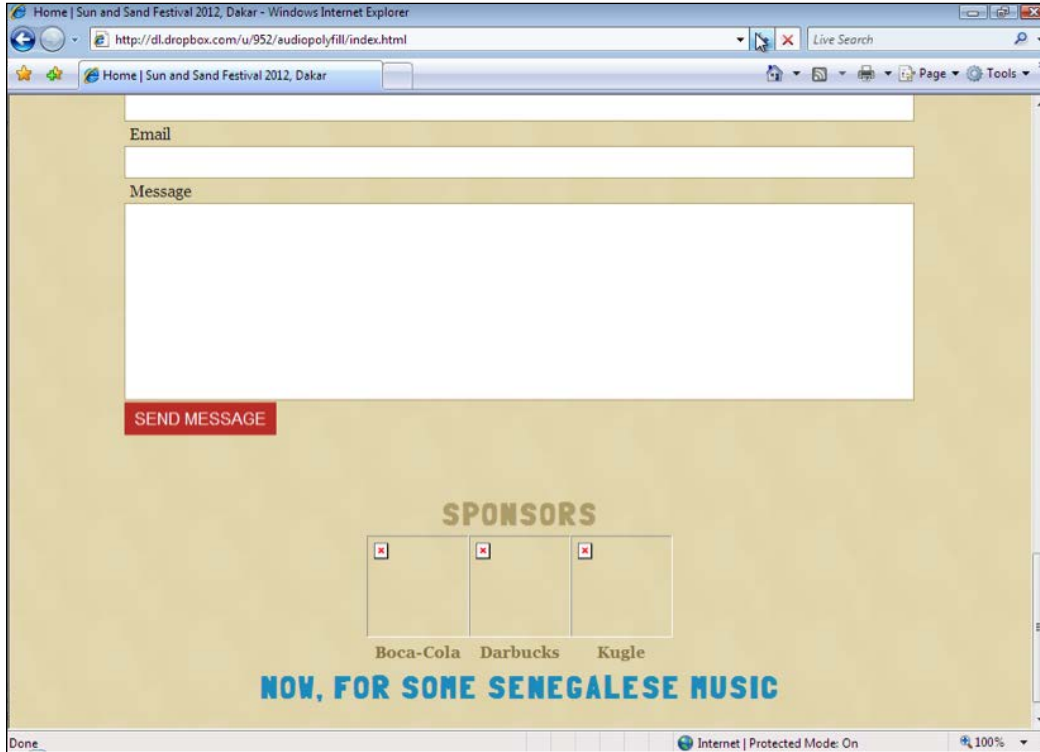 Home | Sun and Sand Festival 2012, Dakar - Windows Internet Explorer
http://dl.dropbox.com/u/952/audiopolyfill/index.html Live Search
Home | Sun and Sand Festival 2012, Dakar Page Tools
Email
Message
SEND MESSAGE
SPONSORS
Boca-Cola Darbucks Kugle
NOW, FOR SOME SENEGALESE MUSIC
Done Internet | Protected Mode: On 100%